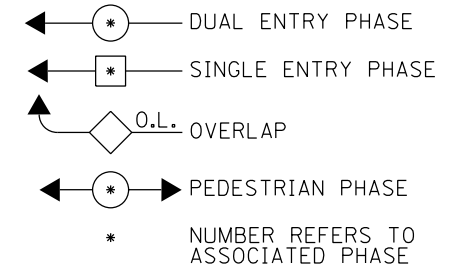 * DUAL ENTRY PHASE
* SINGLE ENTRY PHASE
O.L. OVERLAP
* PEDESTRIAN PHASE
* NUMBER REFERS TO
ASSOCIATED PHASE